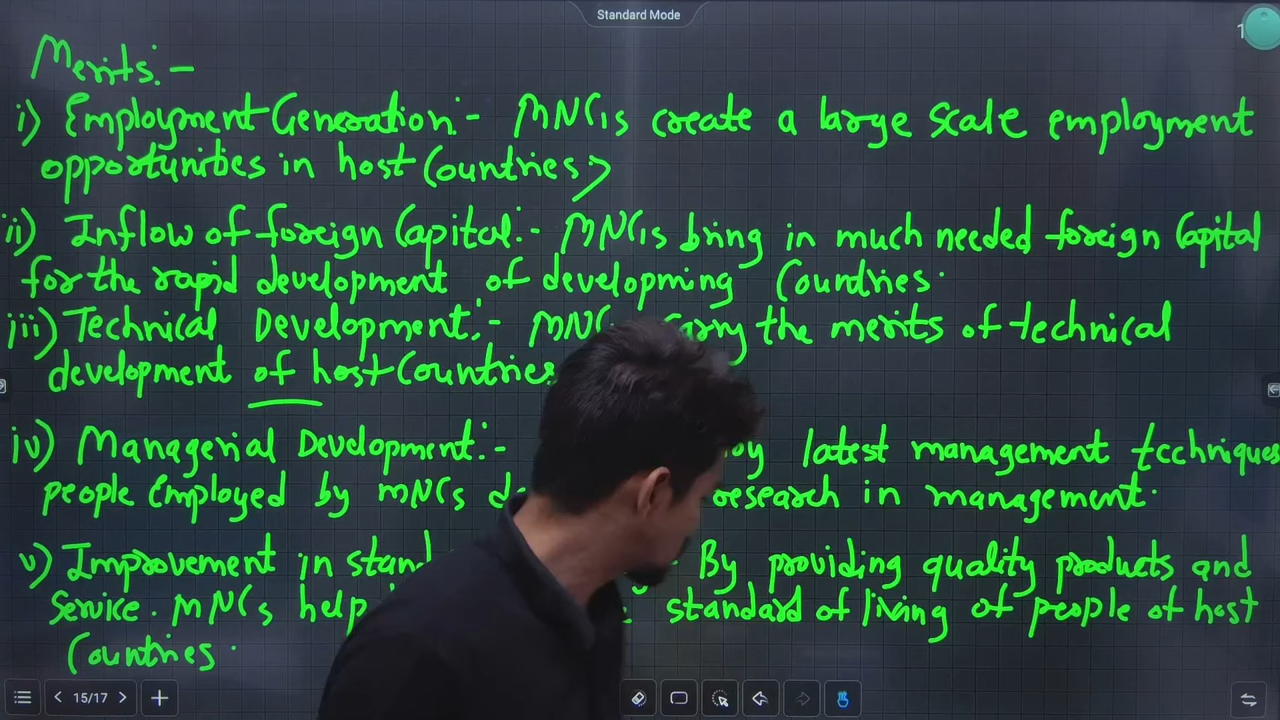 Standard Mode
Merits:-
i) Employment Generation:- MNCs create a large scale employment
opportunities in host Countries.
ii) Inflow of foreign Capital:- MNCs bring in much needed foreign Capital
for the rapid development of developming Countries.
iii) Technical Development:- MNC carry the merits of technical
development of host Countries
iv) Managerial Development:- latest management techniques
people Employed by MNCs research in management.
v) Improvement in By providing quality products and
Service. MNCs help standard of living of people of host
Countries.
15/17